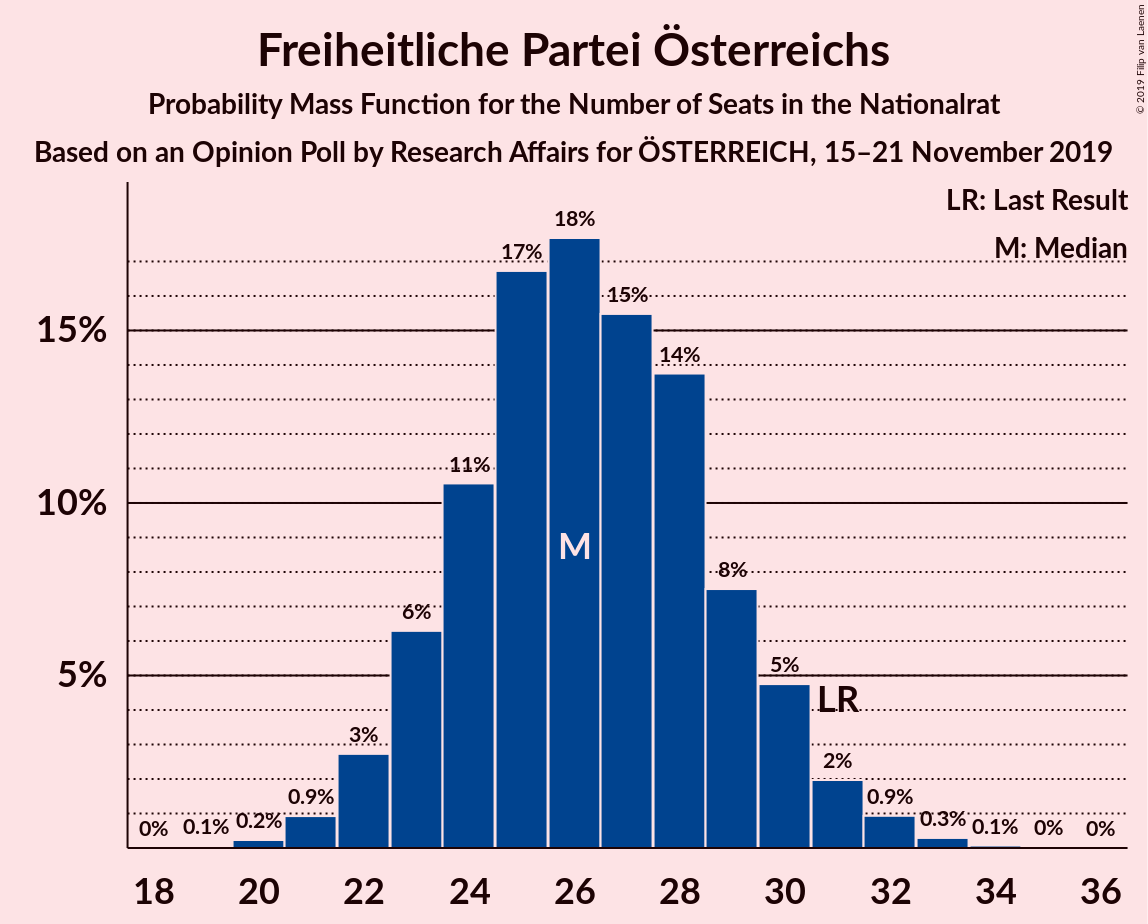 Freiheitliche Partei Österreichs
Probability Mass Function for the Number of Seats in the Nationalrat
Based on an Opinion Poll by Research Affairs for ÖSTERREICH, 15–21 November 2019
© 2019 Filip van Laenen
LR: Last Result
M: Median
18%
17%
15%
15%
14%
11%
10%
M
8%
6%
5%
5%
LR
3%
2%
0.9%
0.9%
0% 0.1% 0.2% 0.3% 0.1% 0% 0%
18 20 22 24 26 28 30 32 34 36